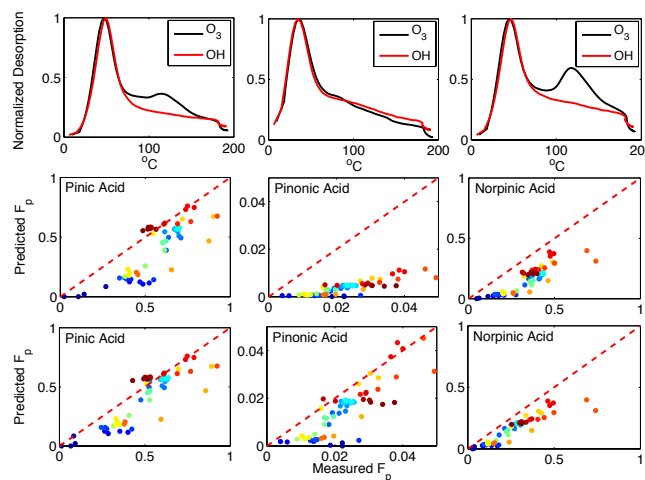 Normalized Desorption
1
0.5
0
O3
OH
0 100 200
°C
1
0.5
0
O3
OH
0 100 200
°C
1
0.5
0
O3
OH
0 100 20
°C
Predicted Fp
Pinic Acid
1
0.5
0
0 0.5 1
Pinonic Acid
0.04
0.02
0
0 0.02 0.04
Norpinic Acid
1
0.5
0
0 0.5 1
Predicted Fp
Pinic Acid
1
0.5
0
0 0.5 1
Pinonic Acid
0.04
0.02
0
0 0.02 0.04
Norpinic Acid
1
0.5
0
0 0.5 1
Measured Fp